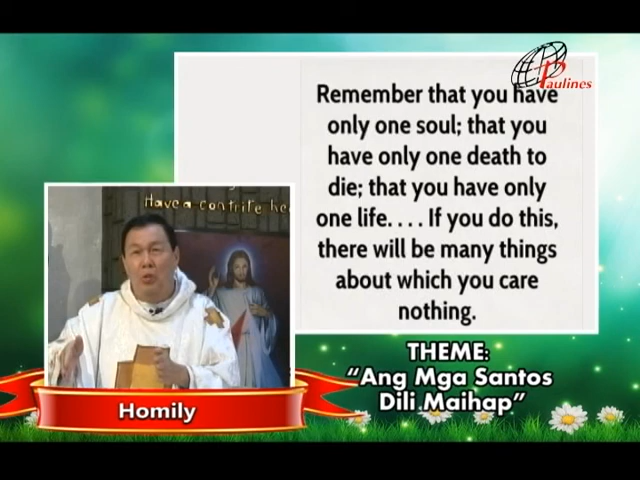 Paulines
Remember that you have
only one soul; that you
have only one death to
die; that you have only
one life. . . . If you do this,
there will be many things
about which you care
nothing.
Have a contrite he
THEME:
“Ang Mga Santos
Dili Maihap”
Homily